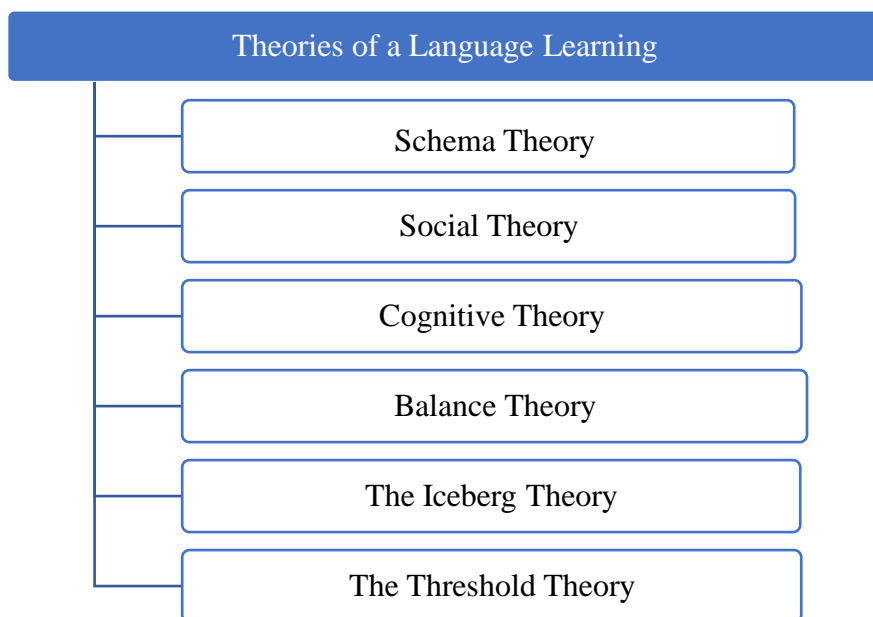 Theories of a Language Learning
Schema Theory
Social Theory
Cognitive Theory
Balance Theory
The Iceberg Theory
The Threshold Theory